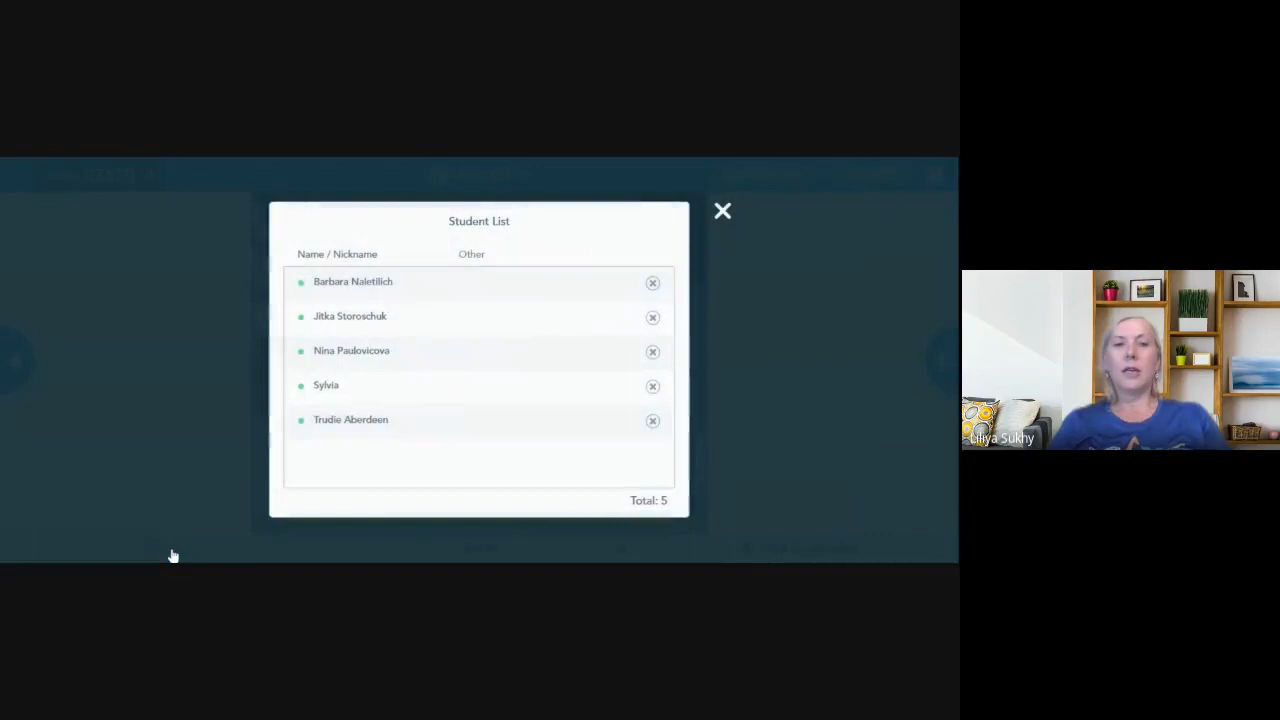 Student List
Name / Nickname Other
Barbara Naletilich
Jitka Storoschuk
Nina Paulovicova
Sylvia
Trudie Aberdeen
Total: 5
Liliya Sukhy